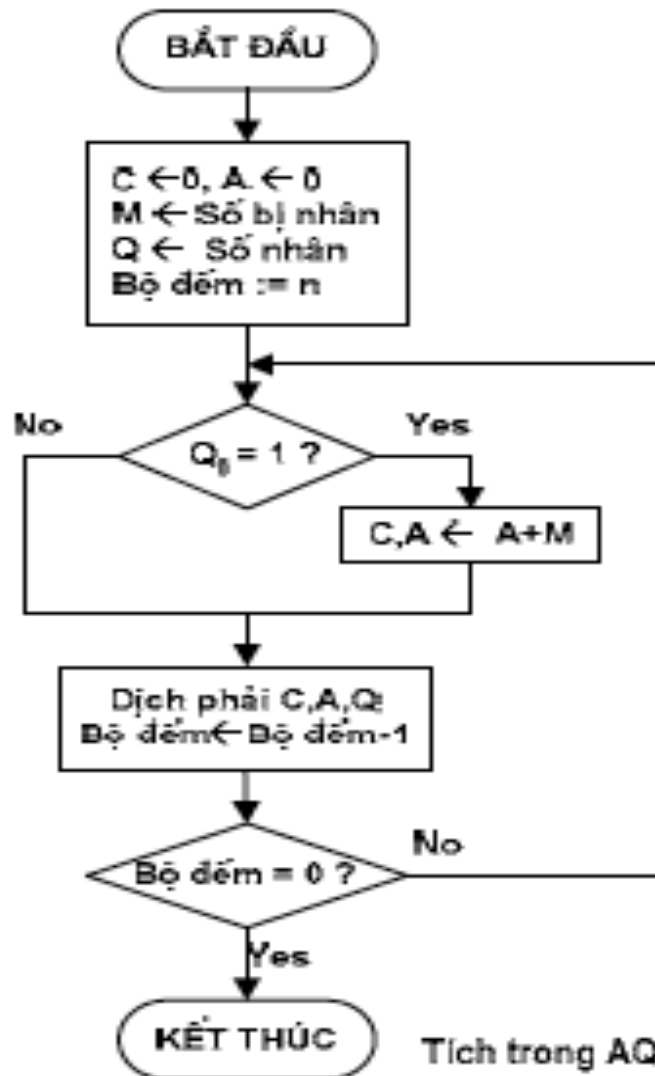 BẮT ĐẦU
C ←0, A ← 0
M ← Số bị nhân
Q ← Số nhân
Bộ đếm := n
No
Yes
Q₀ = 1 ?
C,A ← A+M
Dịch phải C,A,Q
Bộ đếm←Bộ đếm-1
No
Bộ đếm = 0 ?
Yes
KẾT THÚC
Tích trong AQ